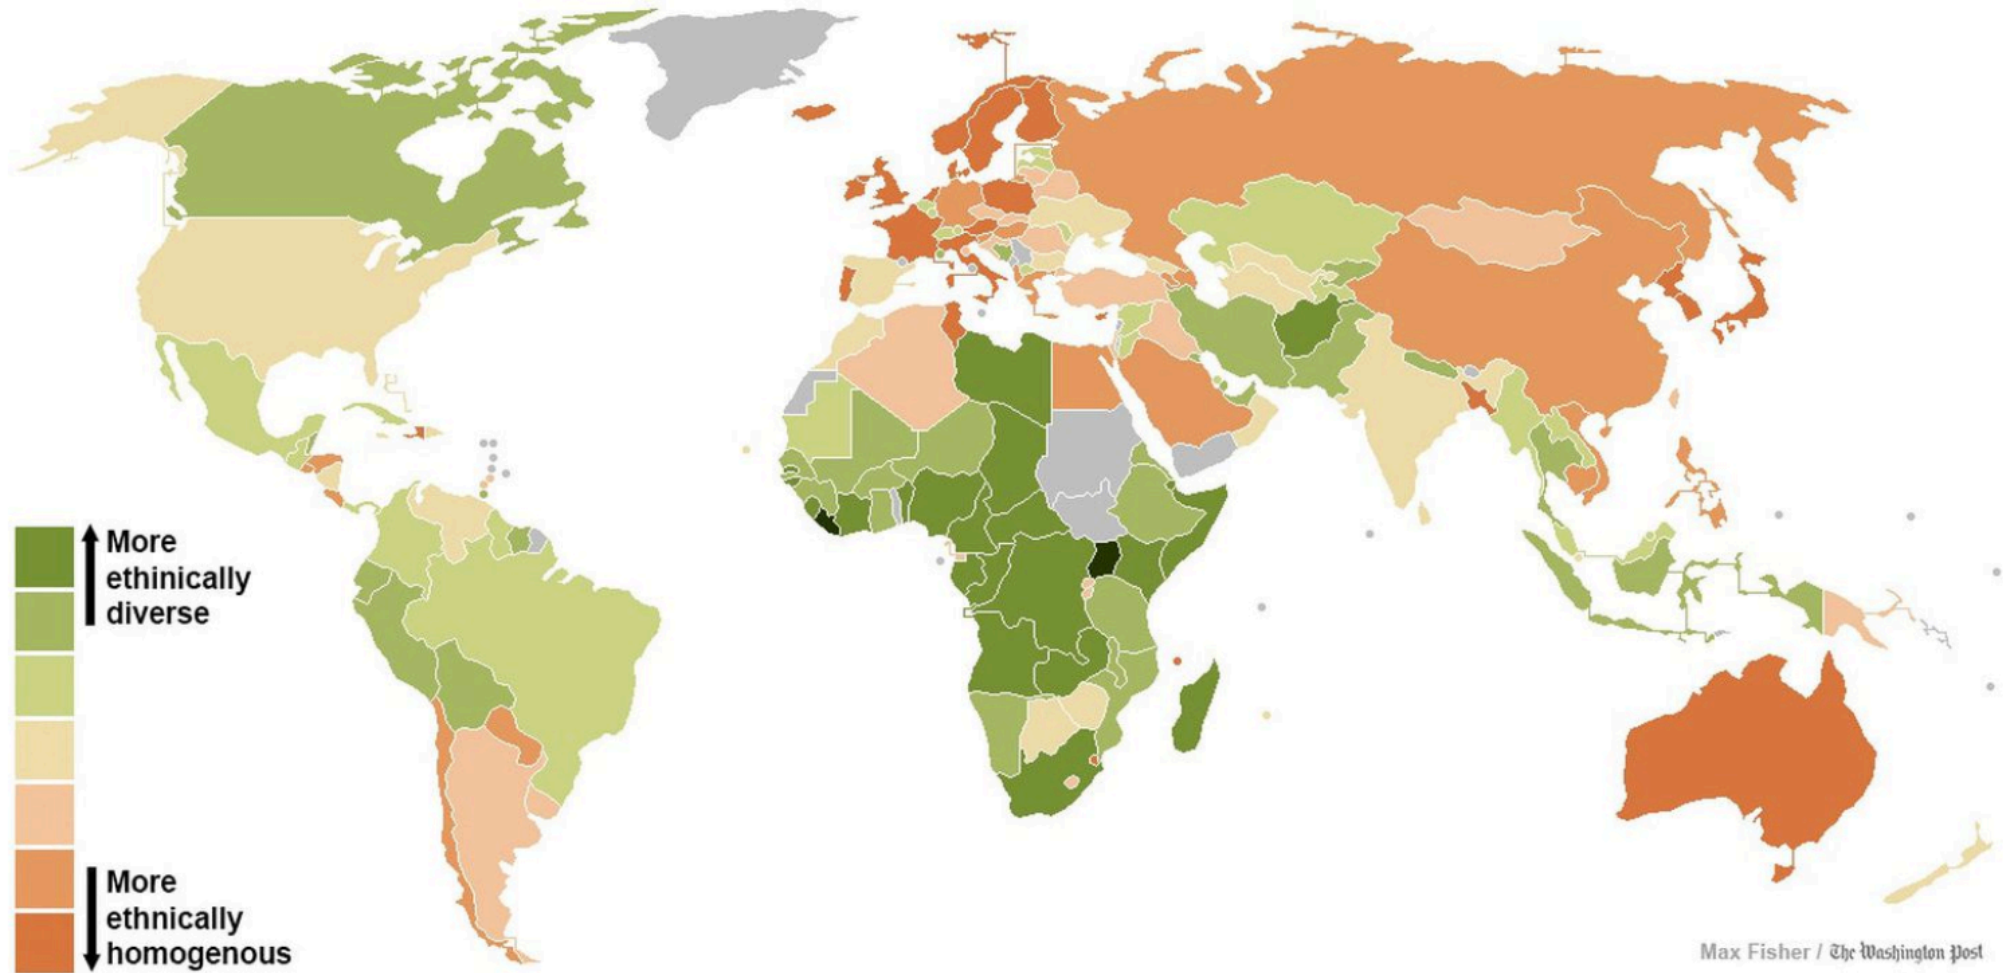 More
ethinically
diverse
More
ethnically
homogenous
Max Fisher / The Washington Post